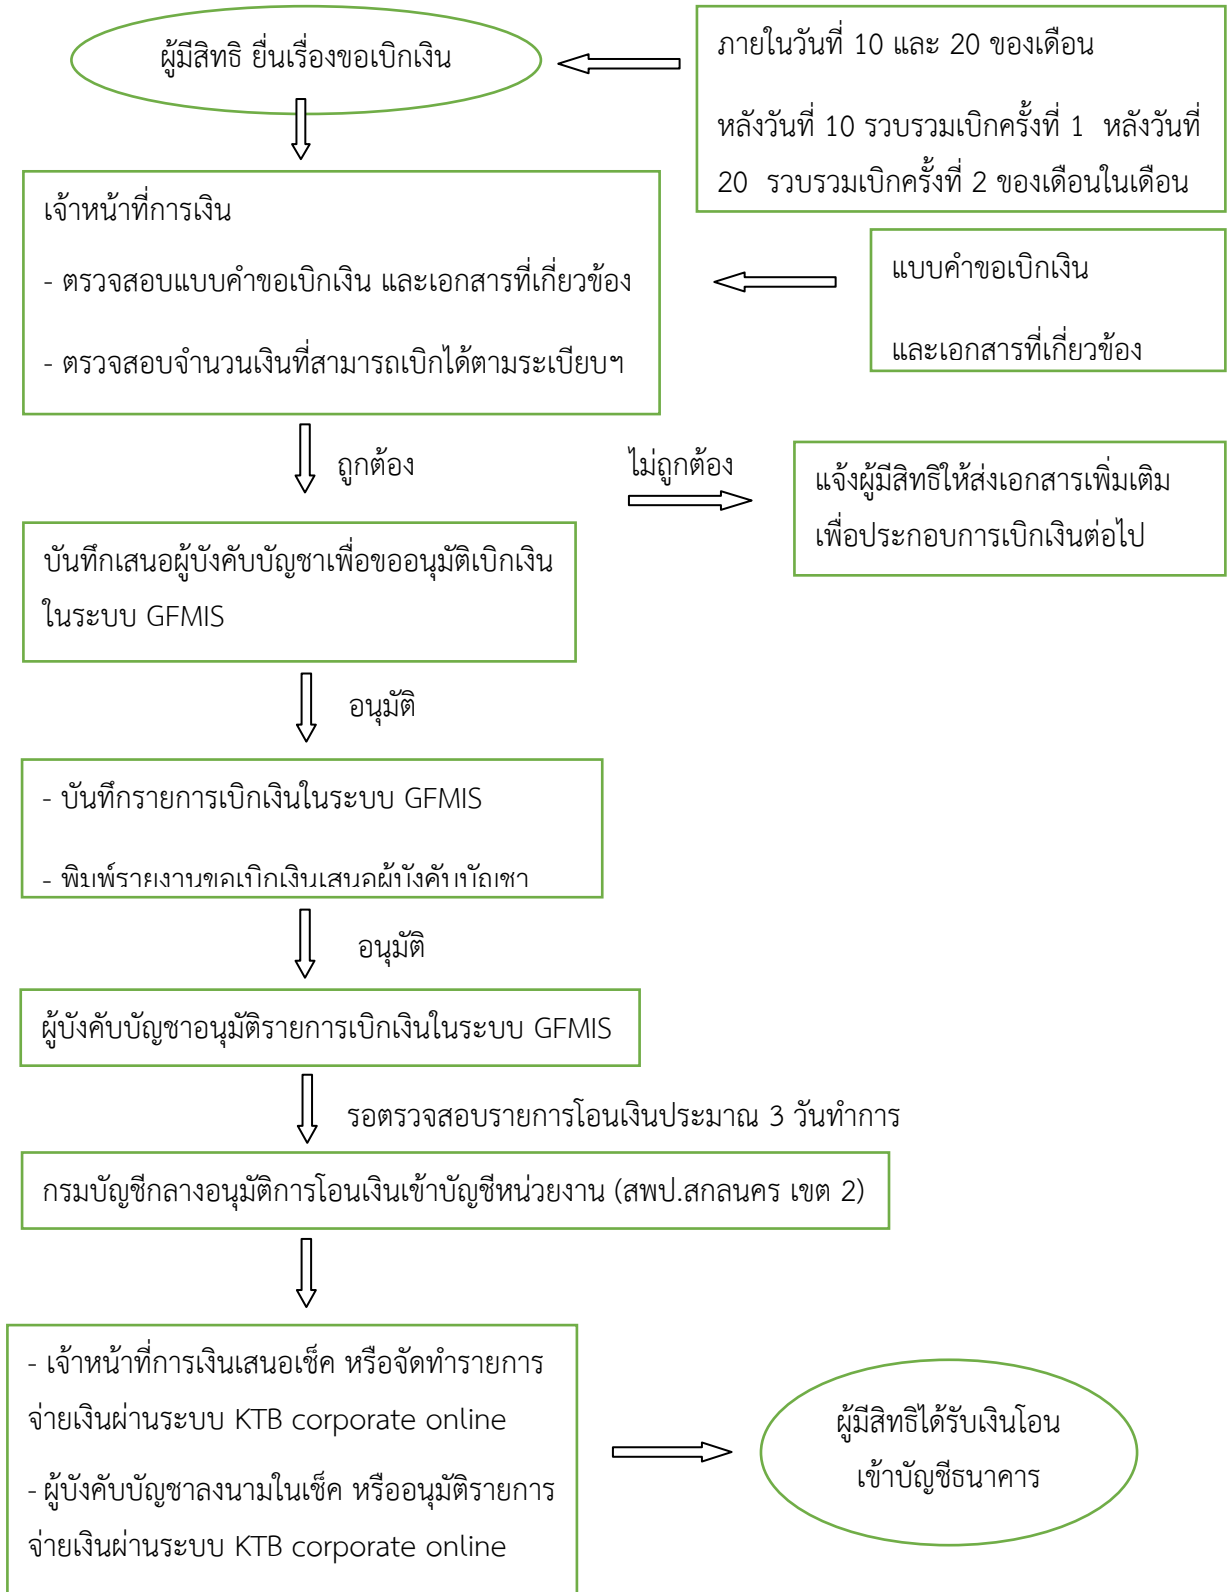 ผู้มีสิทธิ ยื่นเรื่องขอเบิกเงิน
ภายในวันที่ 10 และ 20 ของเดือน
หลังวันที่ 10 รวบรวมเบิกครั้งที่ 1 หลังวันที่
20 รวบรวมเบิกครั้งที่ 2 ของเดือนในเดือน
เจ้าหน้าที่การเงิน
- ตรวจสอบแบบคำขอเบิกเงิน และเอกสารที่เกี่ยวข้อง
- ตรวจสอบจำนวนเงินที่สามารถเบิกได้ตามระเบียบฯ
แบบคำขอเบิกเงิน
และเอกสารที่เกี่ยวข้อง
ถูกต้อง
ไม่ถูกต้อง
แจ้งผู้มีสิทธิให้ส่งเอกสารเพิ่มเติม
เพื่อประกอบการเบิกเงินต่อไป
บันทึกเสนอผู้บังคับบัญชาเพื่อขออนุมัติเบิกเงิน
ในระบบ GFMIS
อนุมัติ
- บันทึกรายการเบิกเงินในระบบ GFMIS
- พิมพ์รายงานขอเบิกเงินเสนอผู้บังคับบัญชา
อนุมัติ
ผู้บังคับบัญชาอนุมัติรายการเบิกเงินในระบบ GFMIS
รอตรวจสอบรายการโอนเงินประมาณ 3 วันทำการ
กรมบัญชีกลางอนุมัติการโอนเงินเข้าบัญชีหน่วยงาน (สพป.สกลนคร เขต 2)
- เจ้าหน้าที่การเงินเสนอเช็ค หรือจัดทำรายการ
จ่ายเงินผ่านระบบ KTB corporate online
- ผู้บังคับบัญชาลงนามในเช็ค หรืออนุมัติรายการ
จ่ายเงินผ่านระบบ KTB corporate online
ผู้มีสิทธิได้รับเงินโอน
เข้าบัญชีธนาคาร